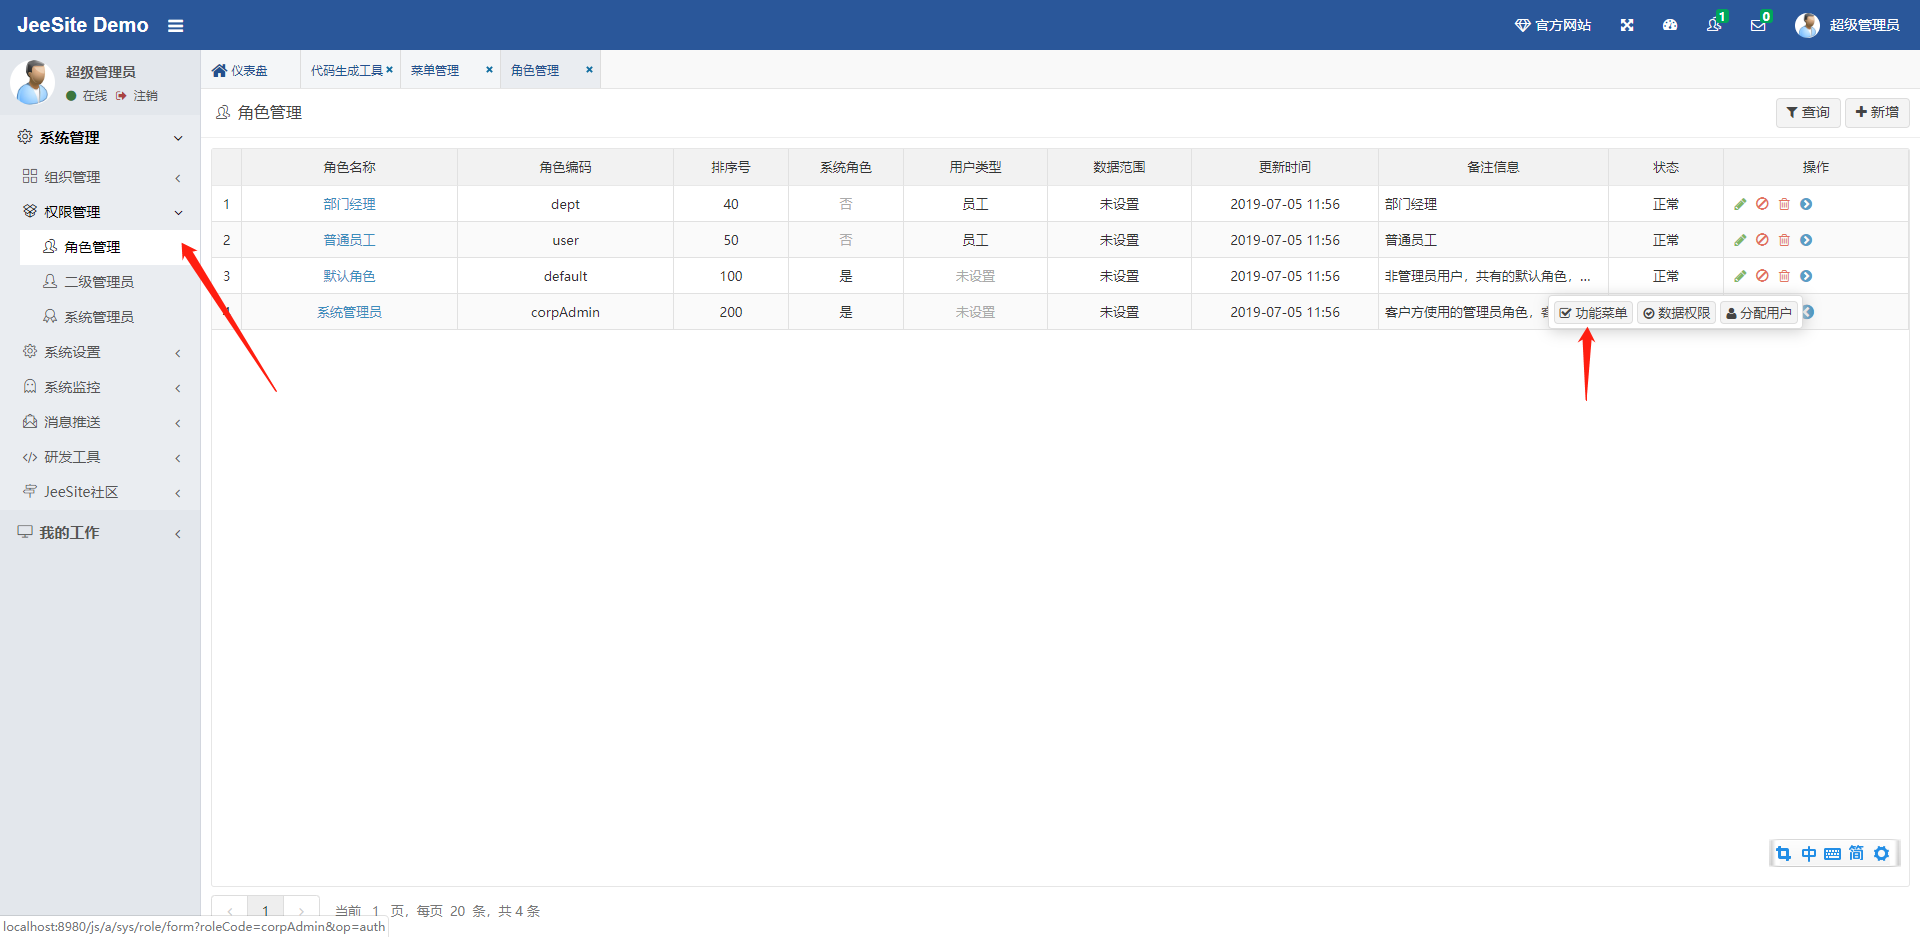 JeeSite Demo
官方网站
1
0
超级管理员
超级管理员
在线 注销
系统管理
组织管理
权限管理
角色管理
二级管理员
系统管理员
系统设置
系统监控
消息推送
研发工具
JeeSite社区
我的工作
仪表盘 代码生成工具 菜单管理 角色管理
角色管理
查询 新增
角色名称 角色编码 排序号 系统角色 用户类型 数据范围 更新时间 备注信息 状态 操作
1 部门经理 dept 40 否 员工 未设置 2019-07-05 11:56 部门经理 正常
2 普通员工 user 50 否 员工 未设置 2019-07-05 11:56 普通员工 正常
3 默认角色 default 100 是 未设置 未设置 2019-07-05 11:56 非管理员用户，共有的默认角色，... 正常
系统管理员 corpAdmin 200 是 未设置 未设置 2019-07-05 11:56 客户方使用的管理员角色，
功能菜单 数据权限 分配用户
中 简
1 当前 1 页，每页 20 条，共 4 条
localhost:8980/js/a/sys/role/form?roleCode=corpAdmin&op=auth